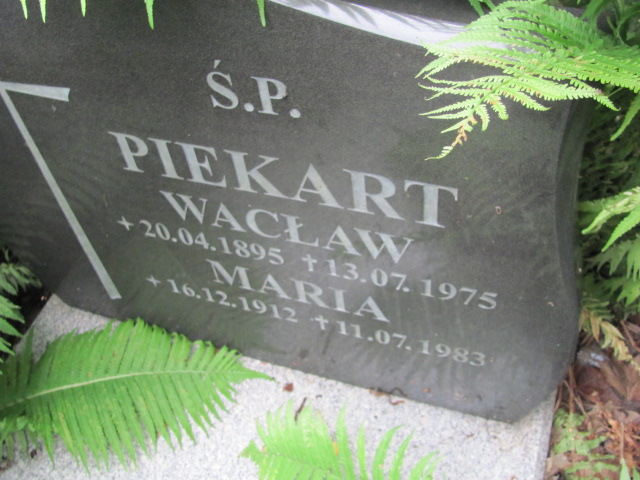 Ś.P.
PIEKART
WACŁAW
+ 20.04.1895 † 13.07.1975
MARIA
+ 16.12.1912 † 11.07.1983